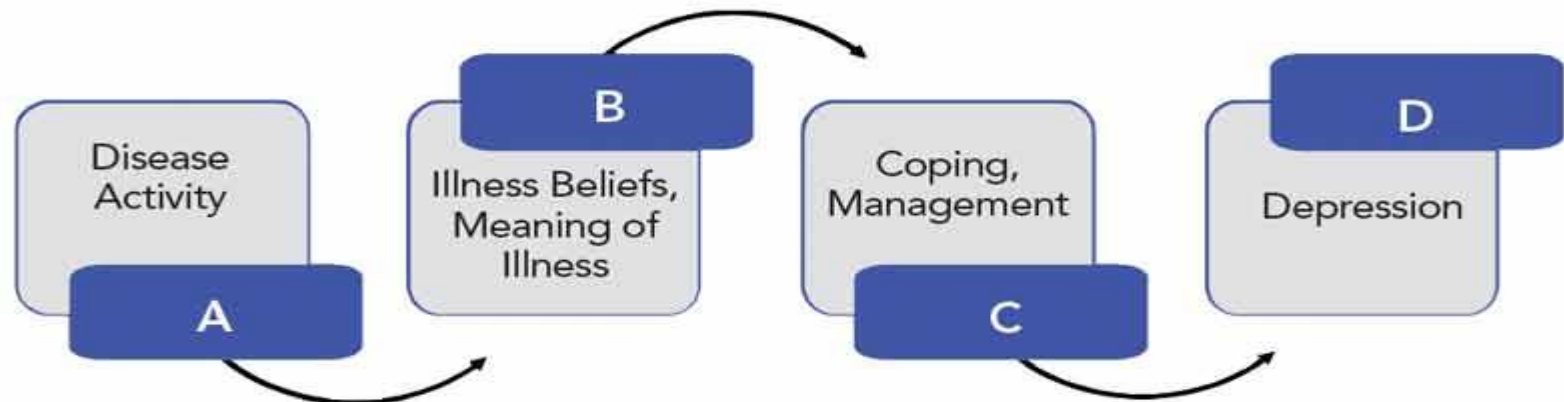 Disease
Activity
A
B
Illness Beliefs,
Meaning of
Illness
Coping,
Management
C
D
Depression